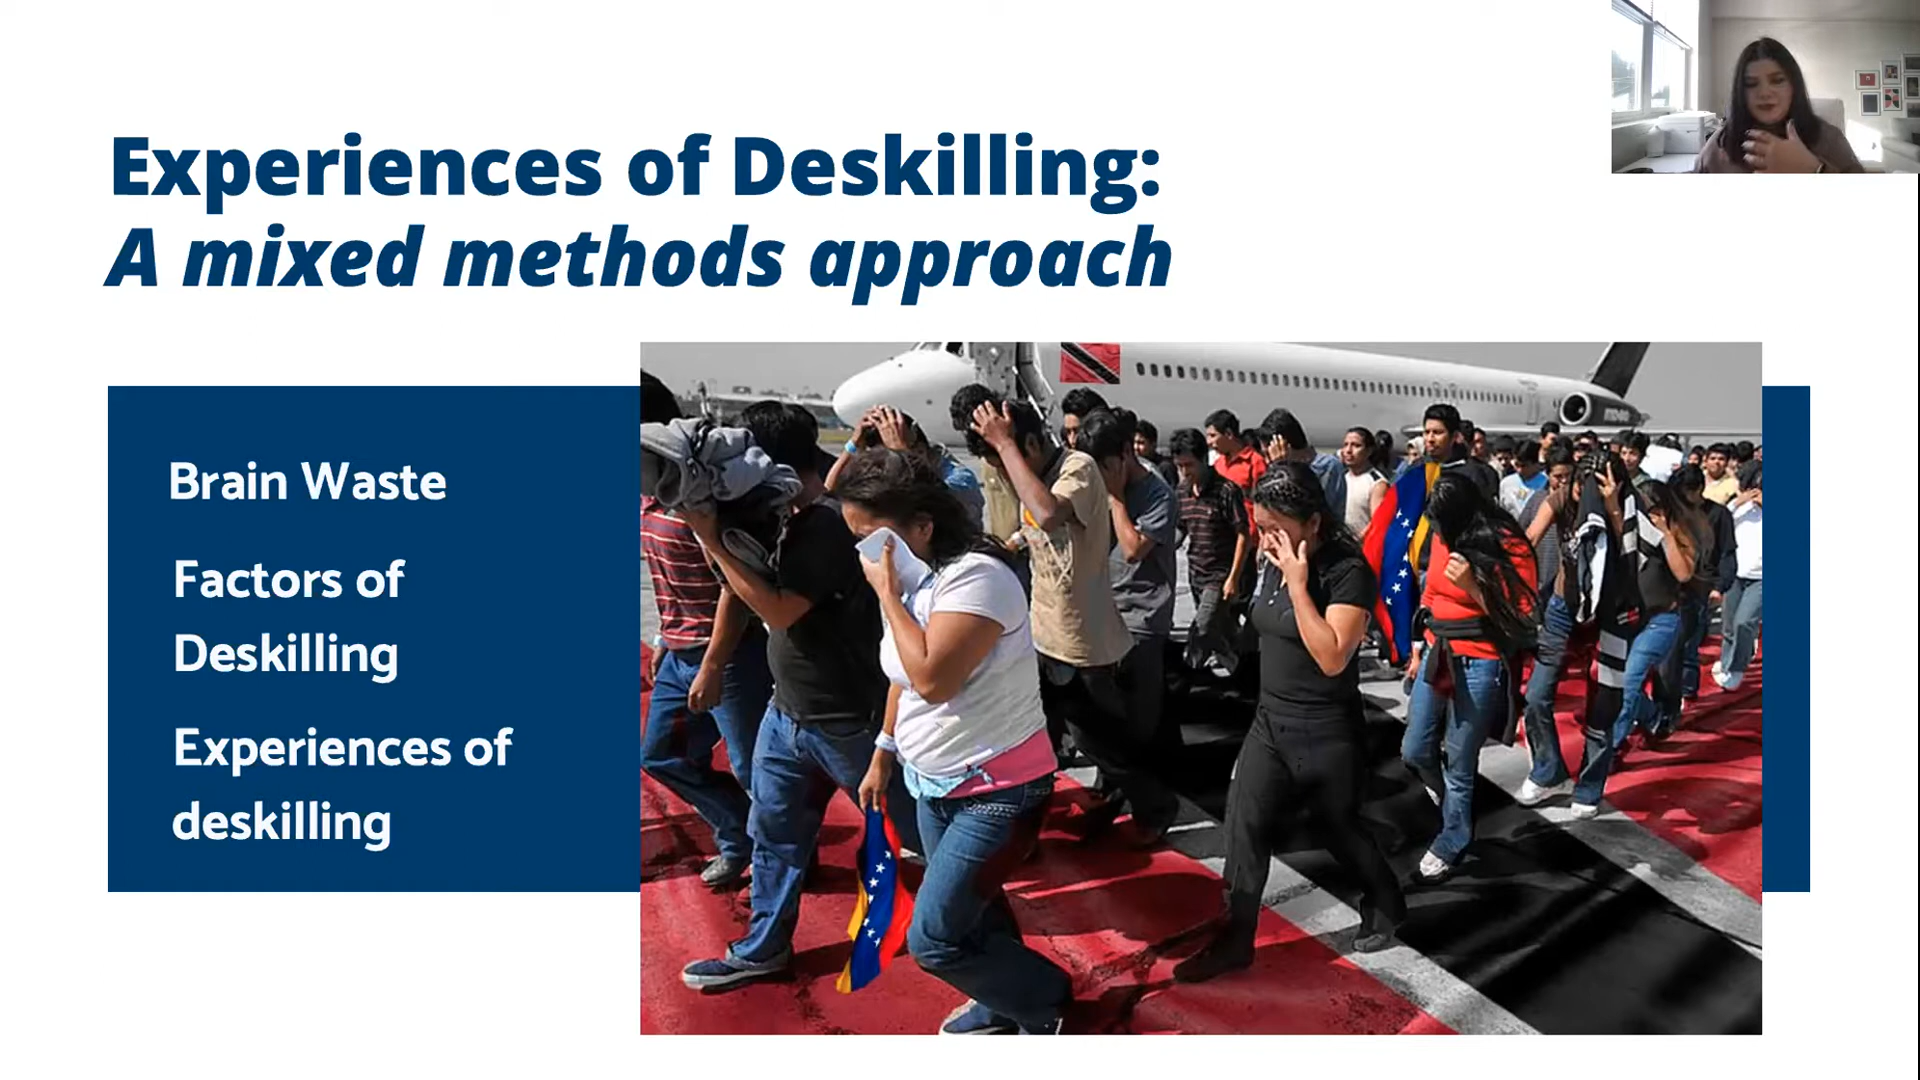 Experiences of Deskilling:
A mixed methods approach
Brain Waste
Factors of
Deskilling
Experiences of
deskilling